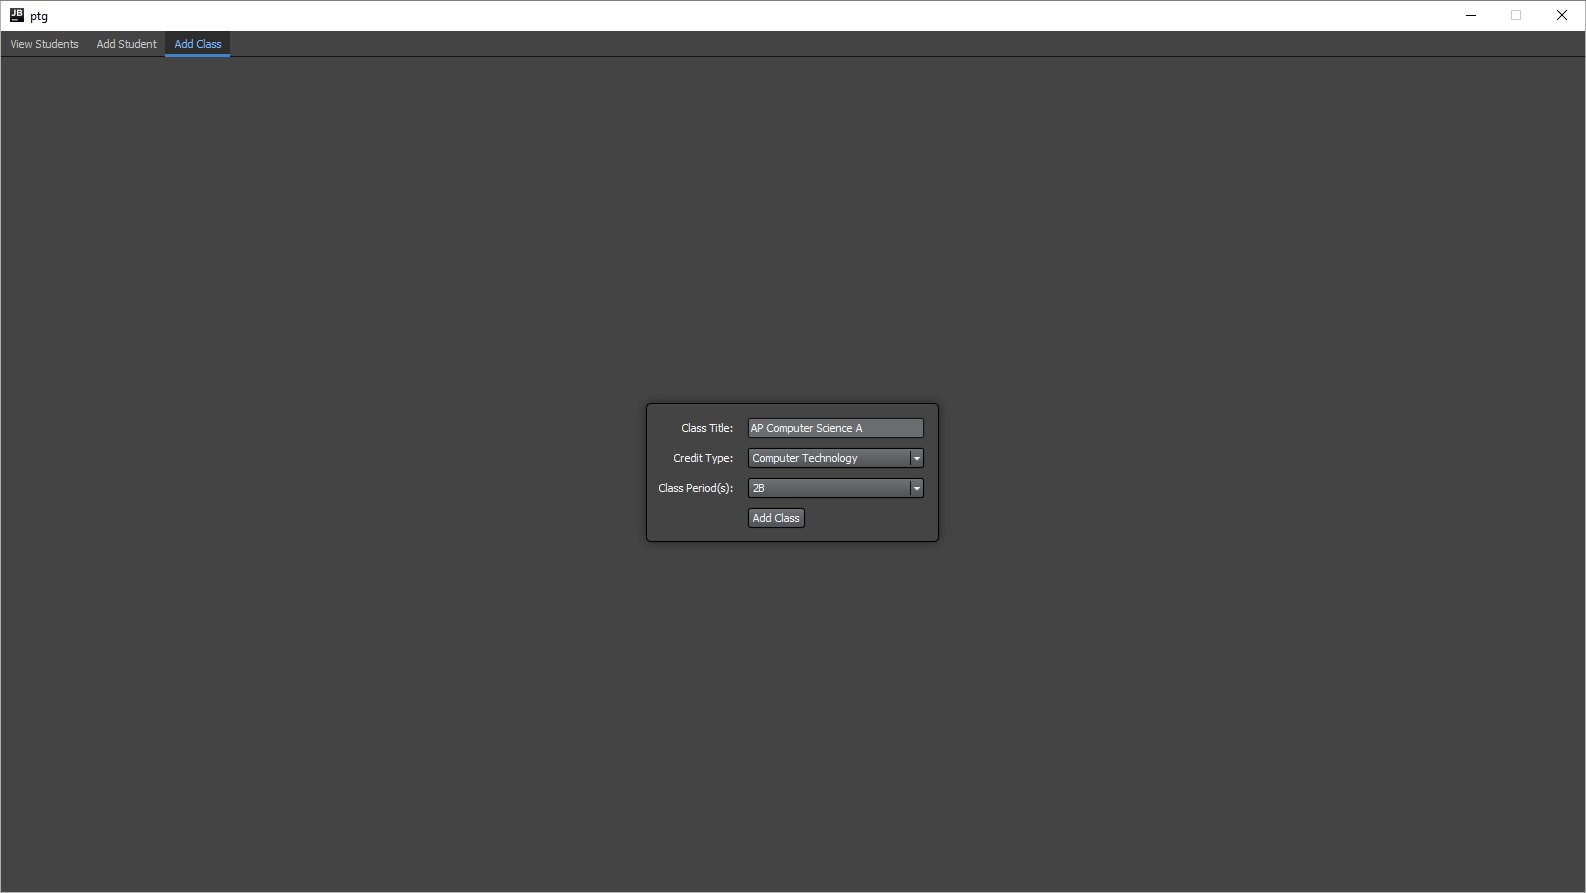 JB ptg
View Students Add Student Add Class
Class Title: AP Computer Science A
Credit Type: Computer Technology
Class Period(s): 2B
Add Class